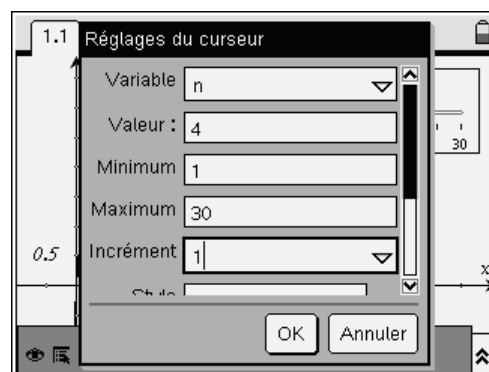 1.1
Réglages du curseur
Variable n
Valeur : 4
Minimum 1
Maximum 30
Incrément 1
Style
OK Annuler
30
0.5
x